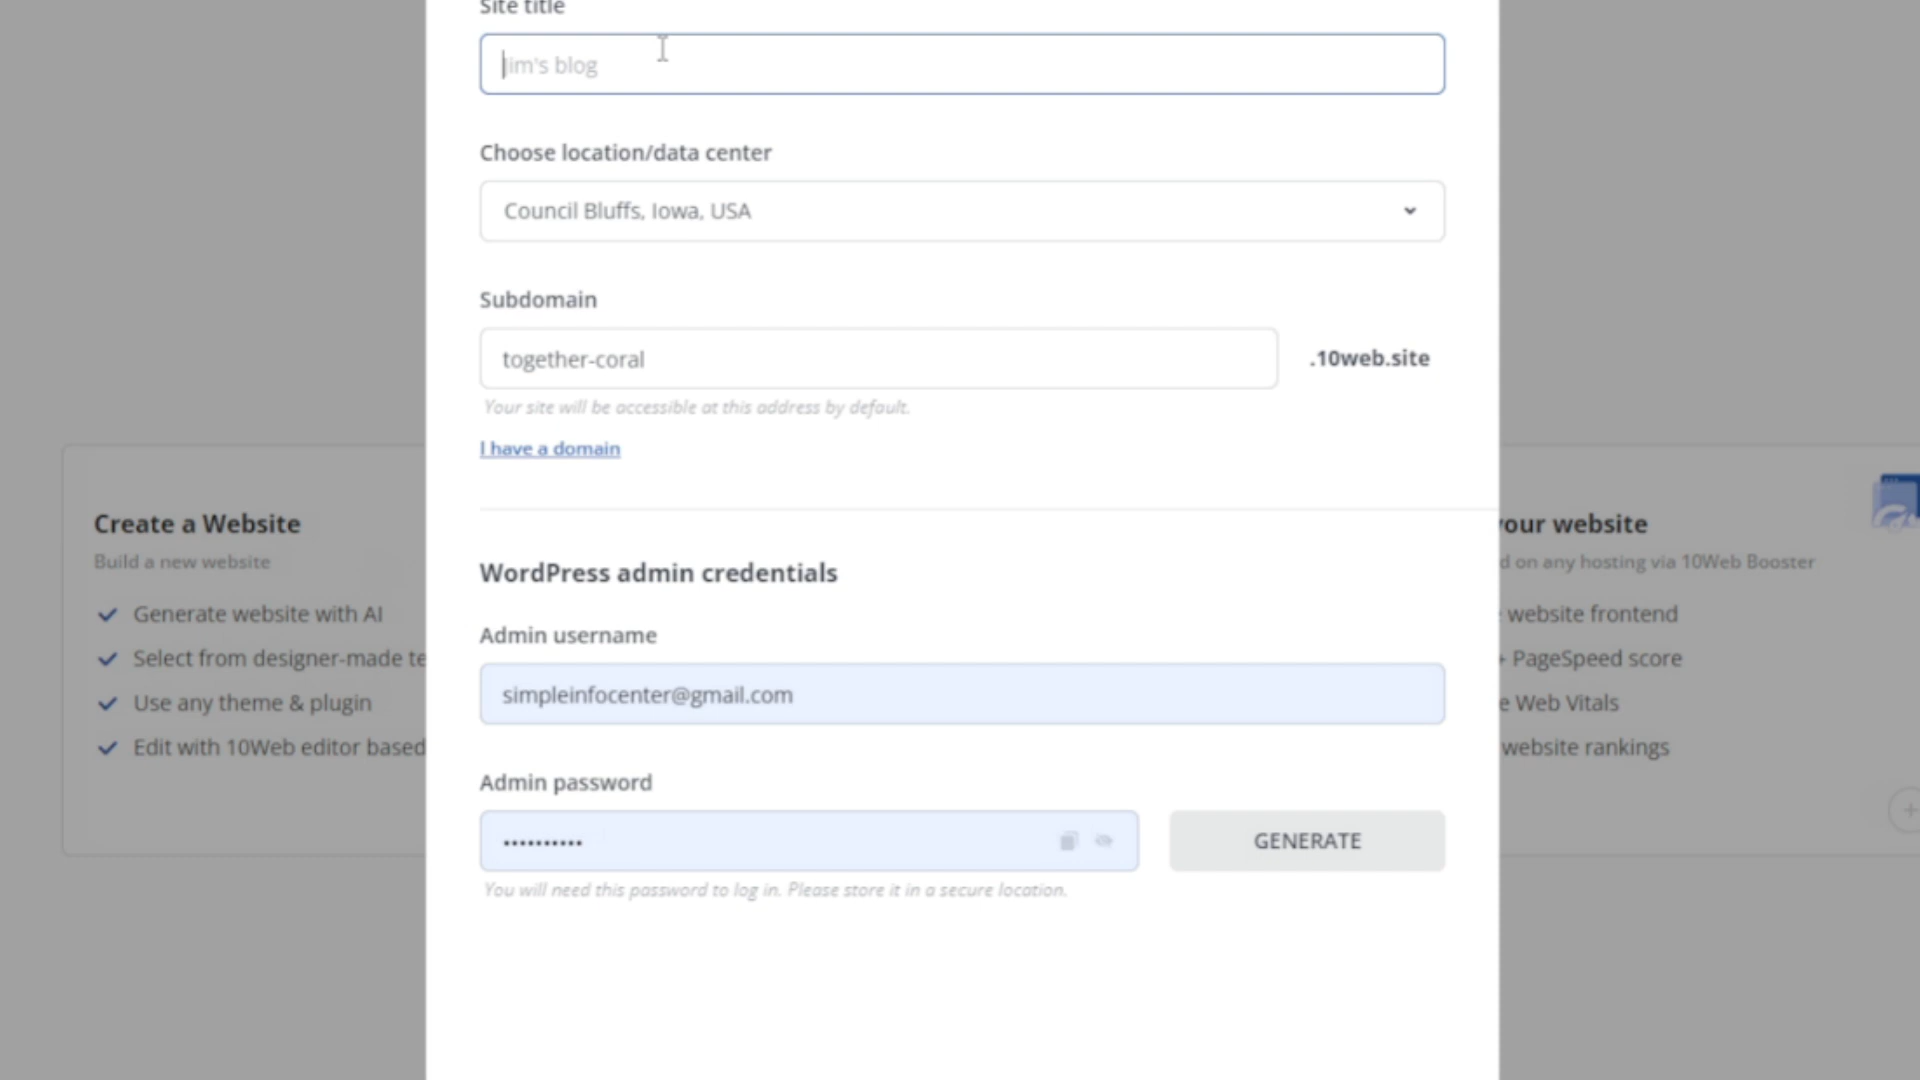 Site title
Jim's blog
Choose location/data center
Council Bluffs, Iowa, USA
Subdomain
together-coral
.10web.site
Your site will be accessible at this address by default.
I have a domain
WordPress admin credentials
Admin username
simpleinfocenter@gmail.com
Admin password
••••••••••
GENERATE
You will need this password to log in. Please store it in a secure location.
Create a Website
Build a new website
Generate website with AI
Select from designer-made te
Use any theme & plugin
Edit with 10Web editor based
your website
d on any hosting via 10Web Booster
website frontend
PageSpeed score
e Web Vitals
website rankings